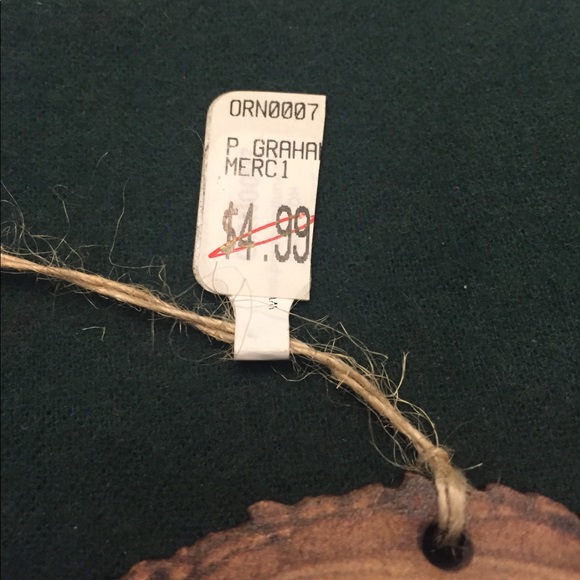 ORN0007
P GRAHA
MERC1
$4.99